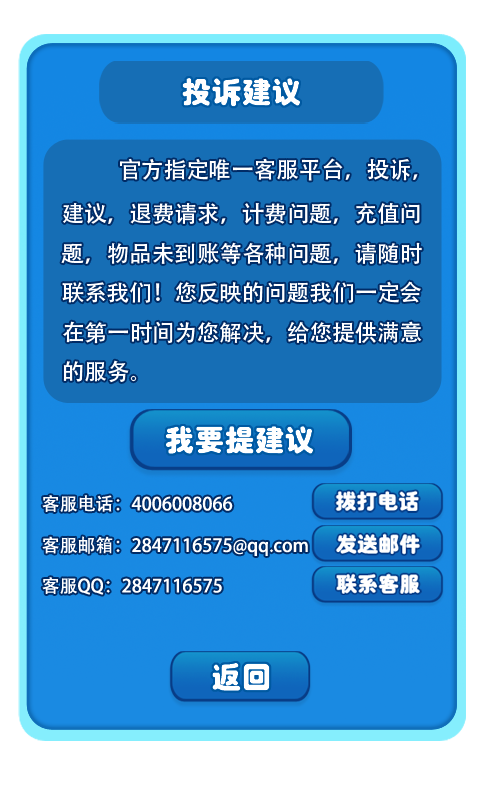 投诉建议
官方指定唯一客服平台，投诉，
建议，退费请求，计费问题，充值问
题，物品未到账等各种问题，请随时
联系我们！您反映的问题我们一定会
在第一时间为您解决，给您提供满意
的服务。
我要提建议
客服电话：4006008066 拨打电话
客服邮箱：2847116575@qq.com 发送邮件
客服QQ：2847116575 联系客服
返回